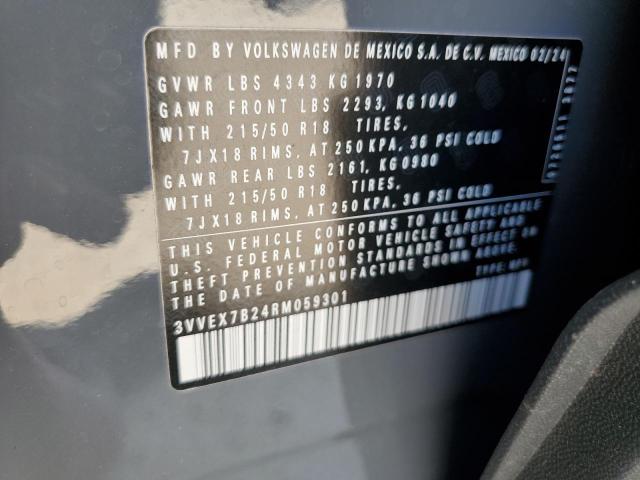 MFD BY VOLKSWAGEN DE MEXICO S.A. DE C.V. MEXICO 02/24
GVWR LBS 4343 KG 1970
GAWR FRONT LBS 2293, KG 1040
WITH 215/50 R18 TIRES,
7JX18 RIMS, AT 250 KPA, 36 PSI COLD
GAWR REAR LBS 2161, KG 0980
WITH 215/50 R18 TIRES,
7JX18 RIMS, AT 250 KPA, 36 PSI COLD
THIS VEHICLE CONFORMS TO ALL APPLICABLE
U.S. FEDERAL MOTOR VEHICLE SAFETY AND
THEFT PREVENTION STANDARDS IN EFFECT ON
THE DATE OF MANUFACTURE SHOWN ABOVE.
3VVEX7B24RM059301
TYPE: